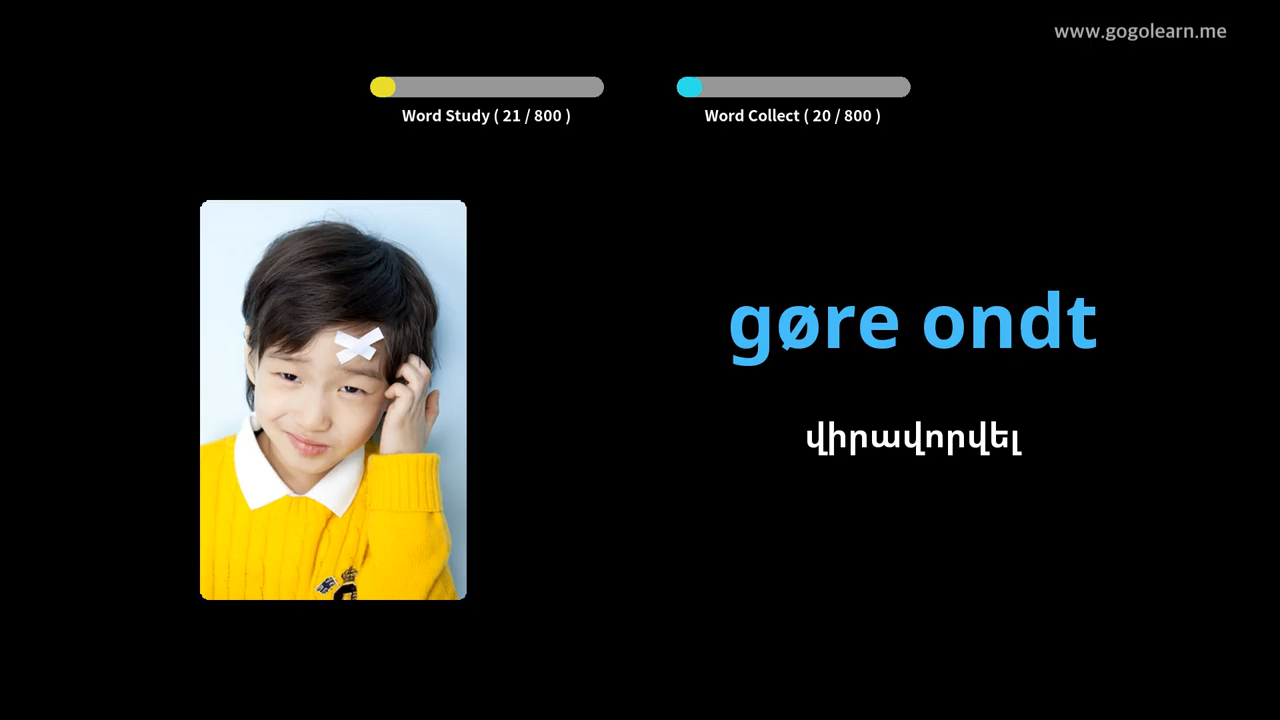 www.gogolearn.me
Word Study ( 21 / 800 )
Word Collect ( 20 / 800 )
gøre ondt
վիրավորվել